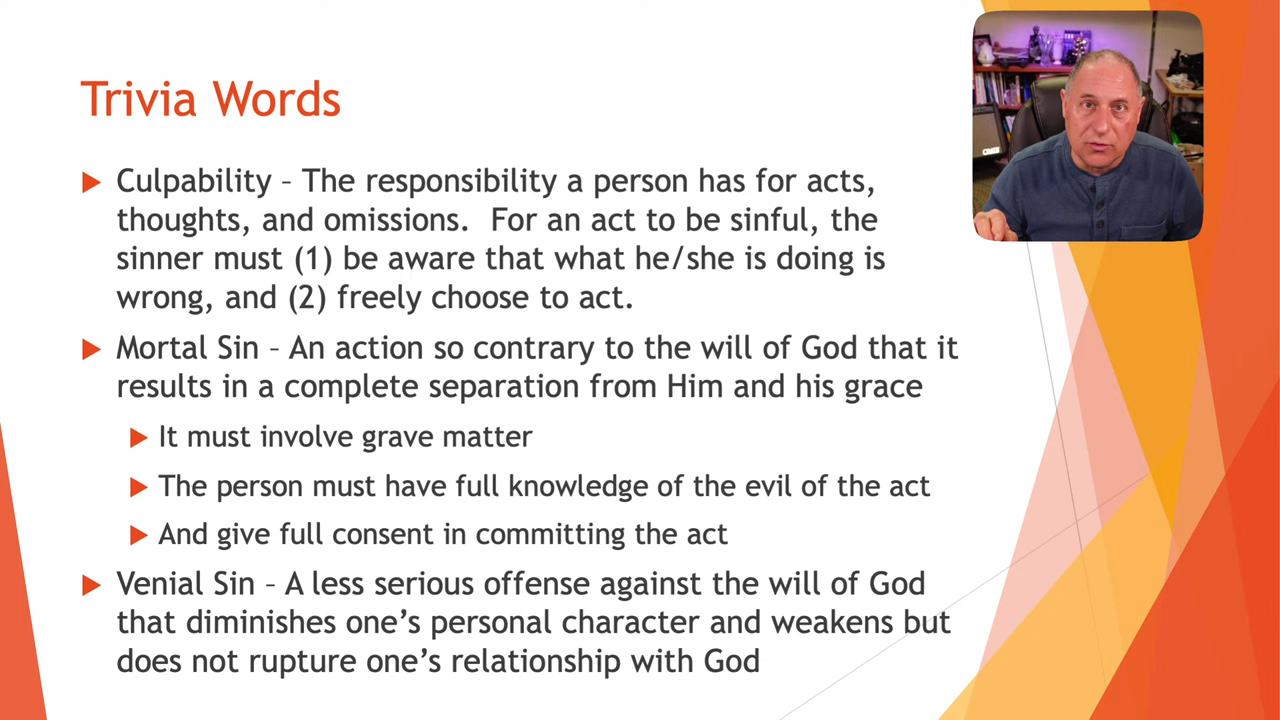 Trivia Words
Culpability – The responsibility a person has for acts,
thoughts, and omissions.  For an act to be sinful, the
sinner must (1) be aware that what he/she is doing is
wrong, and (2) freely choose to act.
Mortal Sin – An action so contrary to the will of God that it
results in a complete separation from Him and his grace
It must involve grave matter
The person must have full knowledge of the evil of the act
And give full consent in committing the act
Venial Sin – A less serious offense against the will of God
that diminishes one’s personal character and weakens but
does not rupture one’s relationship with God